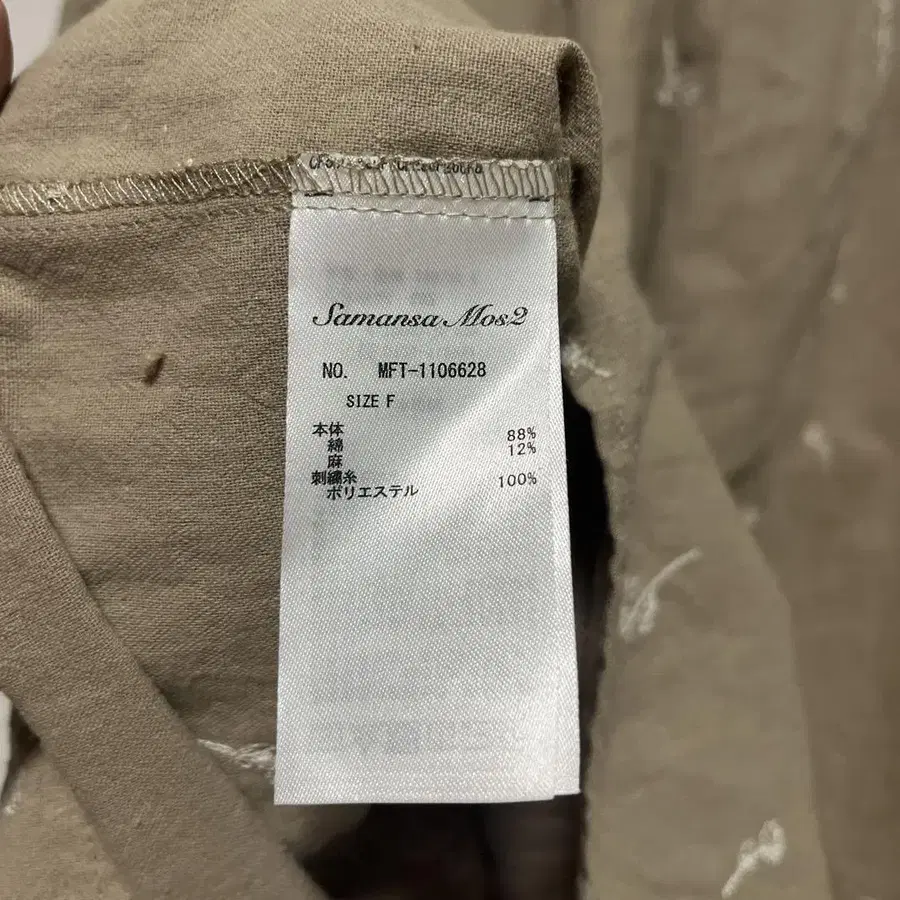 Samansa Mos2
NO. MFT-1106628
SIZE F
本体
綿 88%
麻 12%
刺繍糸
ポリエステル 100%